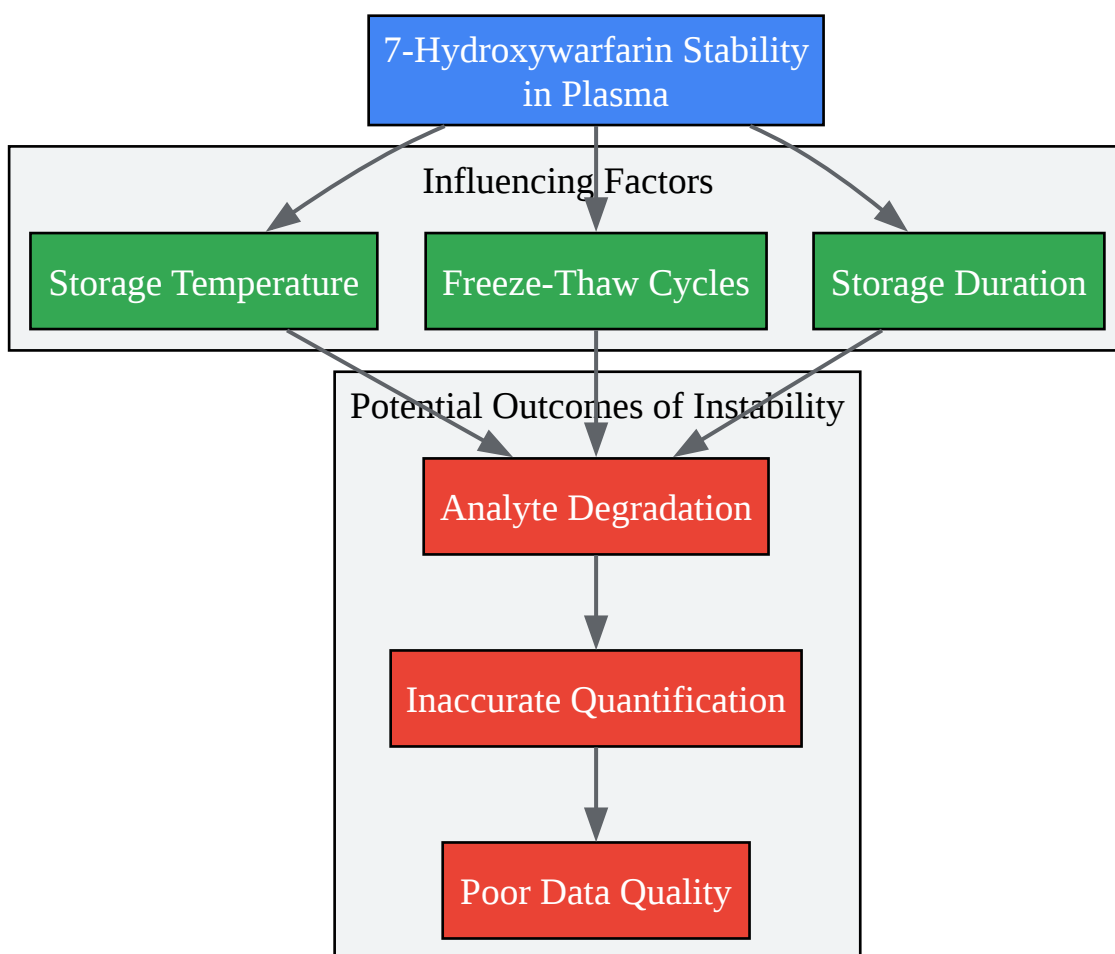 7-Hydroxywarfarin Stability
in Plasma
Influencing Factors
Storage Temperature
Freeze-Thaw Cycles
Storage Duration
Potential Outcomes of Instability
Analyte Degradation
Inaccurate Quantification
Poor Data Quality